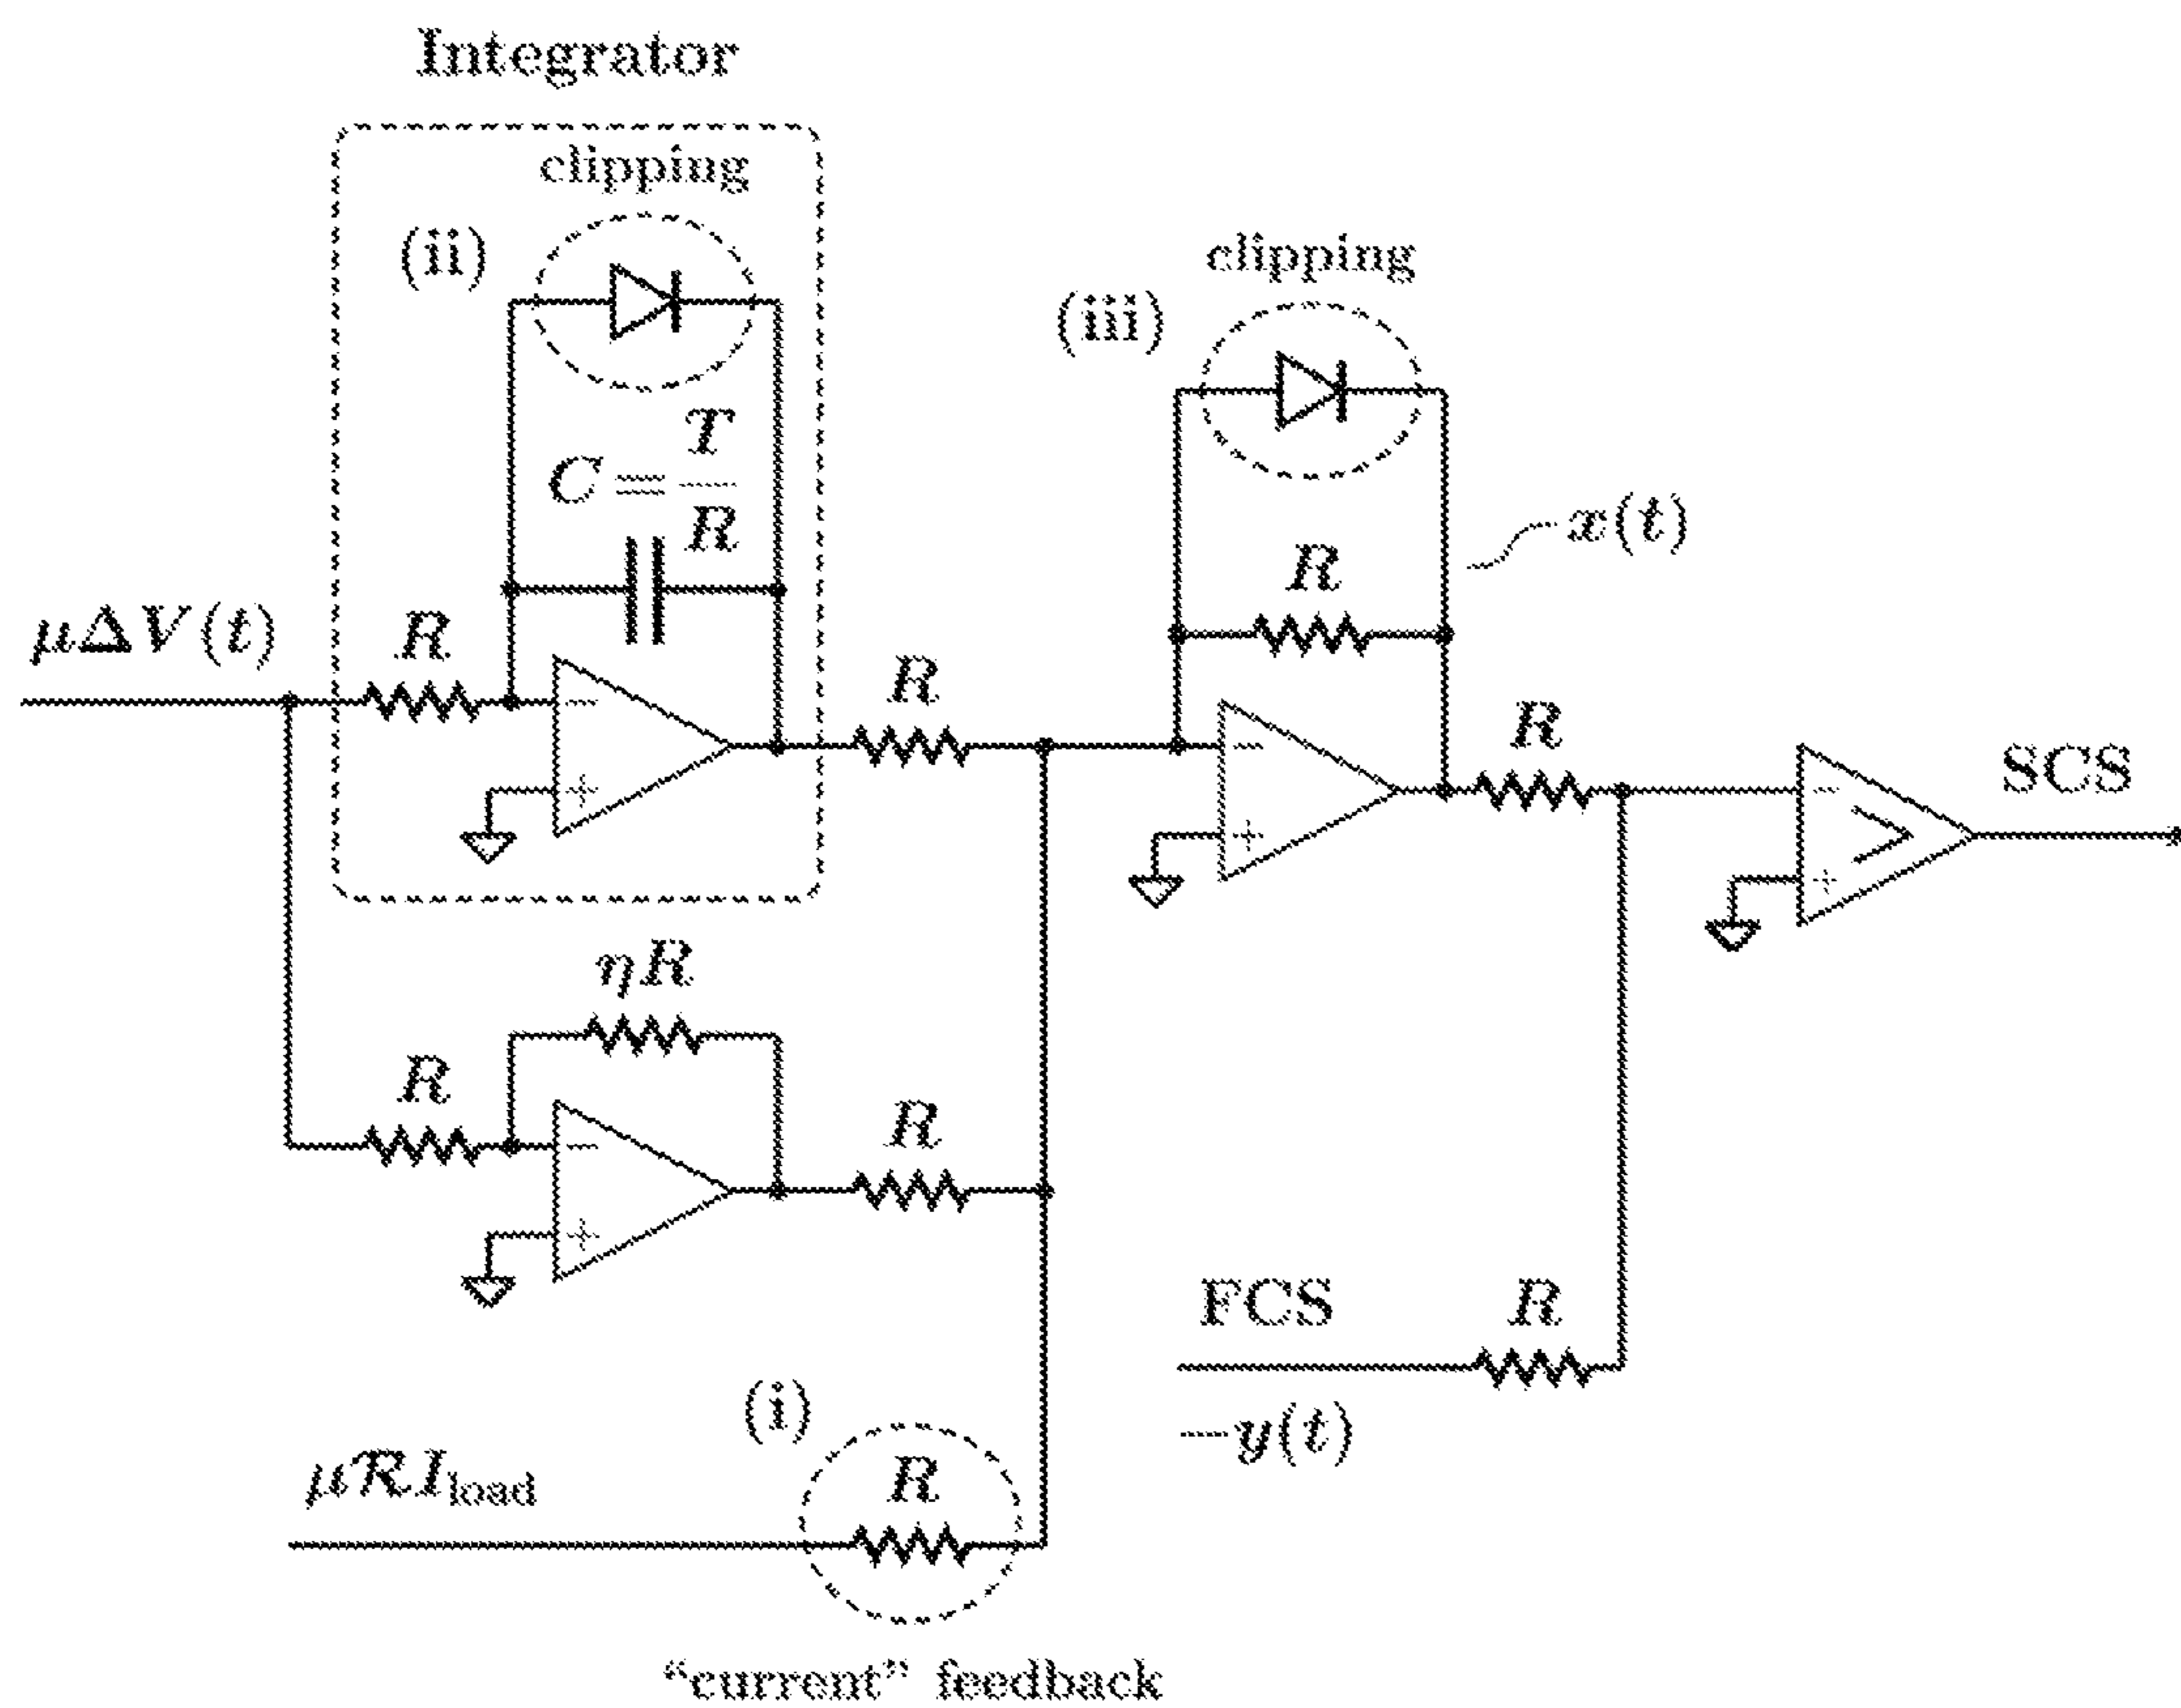 Integrator
clipping
(ii)
C = T/R
μΔV(t)
R
−
+
R
clipping
(iii)
R
x(t)
−
+
R
−
+
>
SCS
ηR
R
−
+
R
FCS
R
−y(t)
(i)
R
μℛI_load
“current” feedback